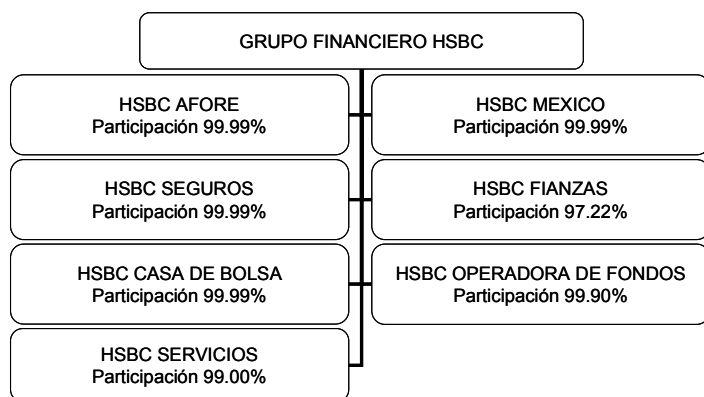 GRUPO FINANCIERO HSBC
HSBC AFORE
Participación 99.99%
HSBC MEXICO
Participación 99.99%
HSBC SEGUROS
Participación 99.99%
HSBC FIANZAS
Participación 97.22%
HSBC CASA DE BOLSA
Participación 99.99%
HSBC OPERADORA DE FONDOS
Participación 99.90%
HSBC SERVICIOS
Participación 99.00%